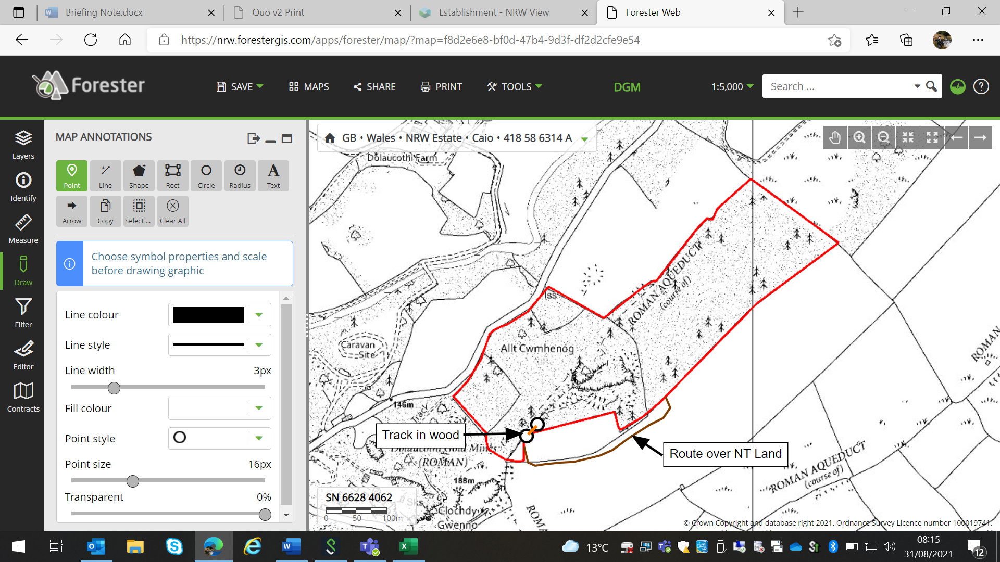 Briefing Note.docx
Quo v2 Print
Establishment - NRW View
Forester Web
https://nrw.forestergis.com/apps/forester/map/?map=f8d2e6e8-bf0d-47b4-9d3f-df2d2cfe9e54
Forester
SAVE
MAPS
SHARE
PRINT
TOOLS
DGM
1:5,000
Search ...
Layers
Identify
Measure
Draw
Filter
Editor
Contracts
MAP ANNOTATIONS
Point
Line
Shape
Rect
Circle
Radius
Text
Arrow
Copy
Select ...
Clear All
Choose symbol properties and scale
before drawing graphic
Line colour
Line style
Line width 3px
Fill colour
Point style
Point size 16px
Transparent 0%
GB • Wales • NRW Estate • Caio • 418 58 6314 A
Dolaucothi Farm
ROMAN AQUEDUCT
(course of)
Iss
Allt Cwmhenog
Caravan
Site
146m
Track
Track in wood
Dolaucothi Gold Mines
(ROMAN)
188m
Route over NT Land
ROMAN AQUEDUCT
(course of)
ROMAN
ROMAN
SN 6628 4062
0 50 100m
Sks
Clochdy
Gwenno
© Crown Copyright and database right 2021. Ordnance Survey Licence number 100019741.
13°C
08:15
31/08/2021
12